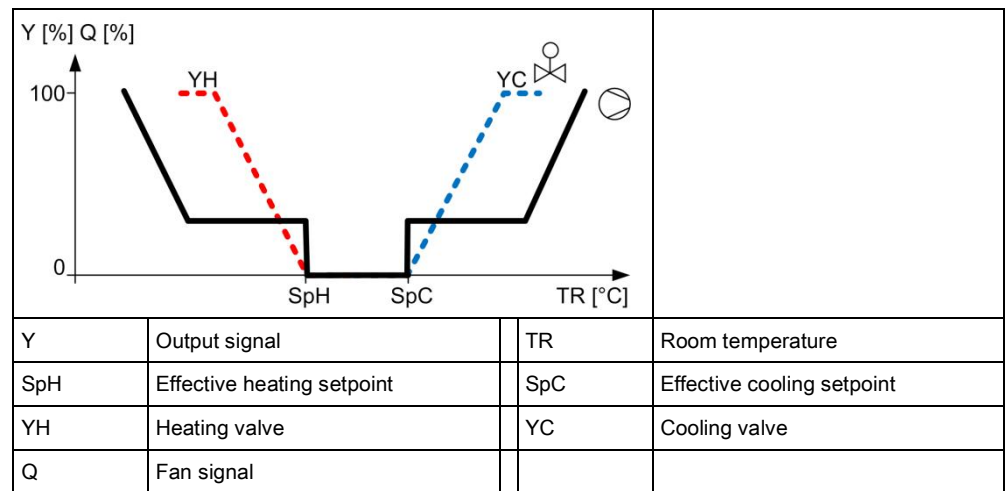 Y [%] Q [%]
YH
YC
100
0
SpH
SpC
TR [°C]
Y Output signal TR Room temperature
SpH Effective heating setpoint SpC Effective cooling setpoint
YH Heating valve YC Cooling valve
Q Fan signal